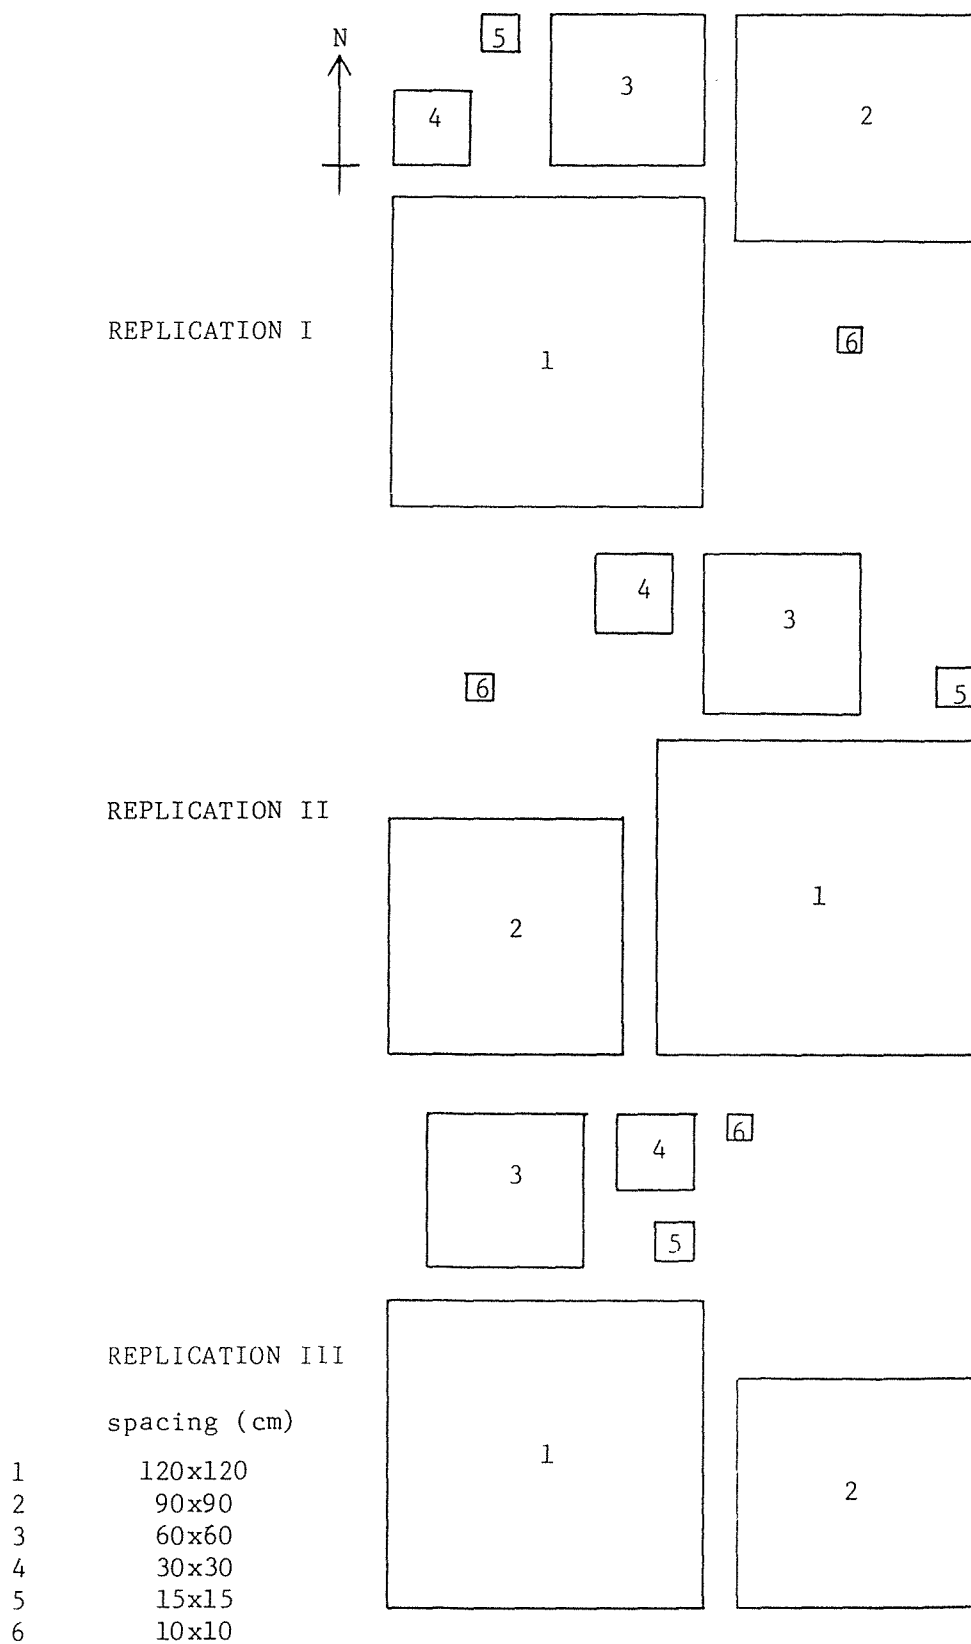 N
5
3
2
4
REPLICATION I
1
6
4
3
6
5
REPLICATION II
2
1
3
4
6
5
REPLICATION III
spacing (cm)
1
2
1 120x120
2 90x90
3 60x60
4 30x30
5 15x15
6 10x10